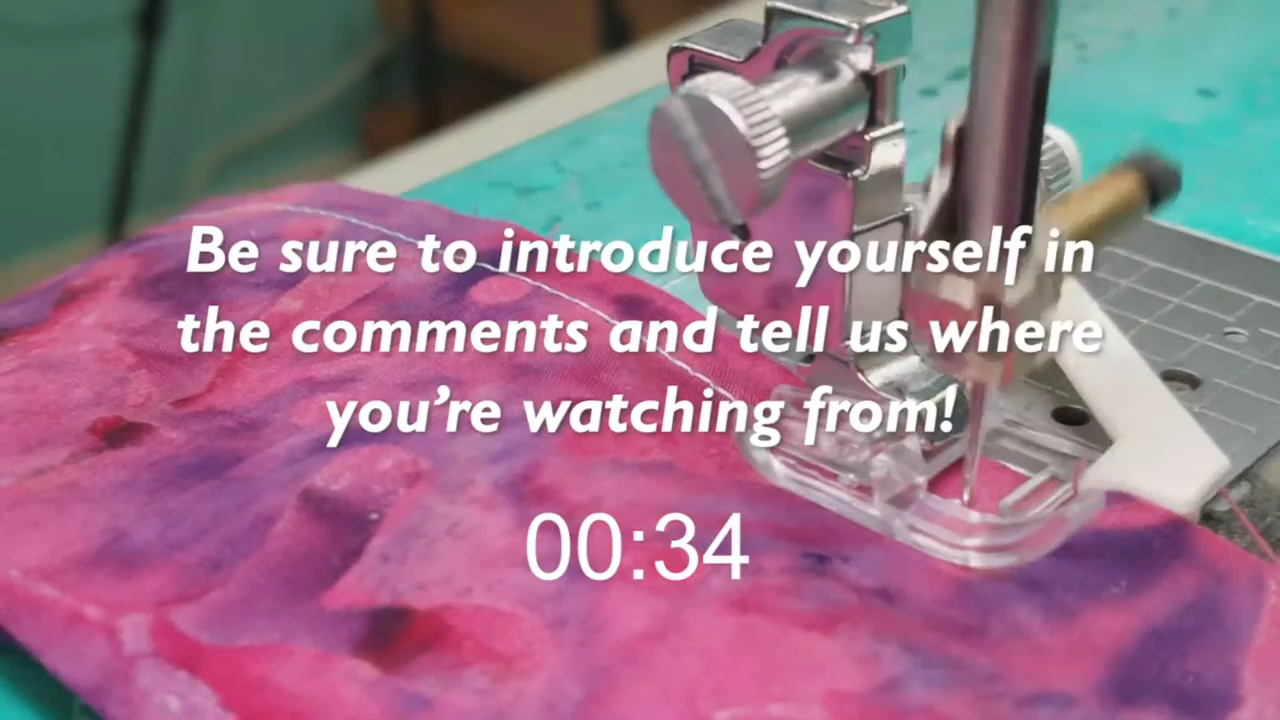 Be sure to introduce yourself in
the comments and tell us where
you're watching from!
00:34